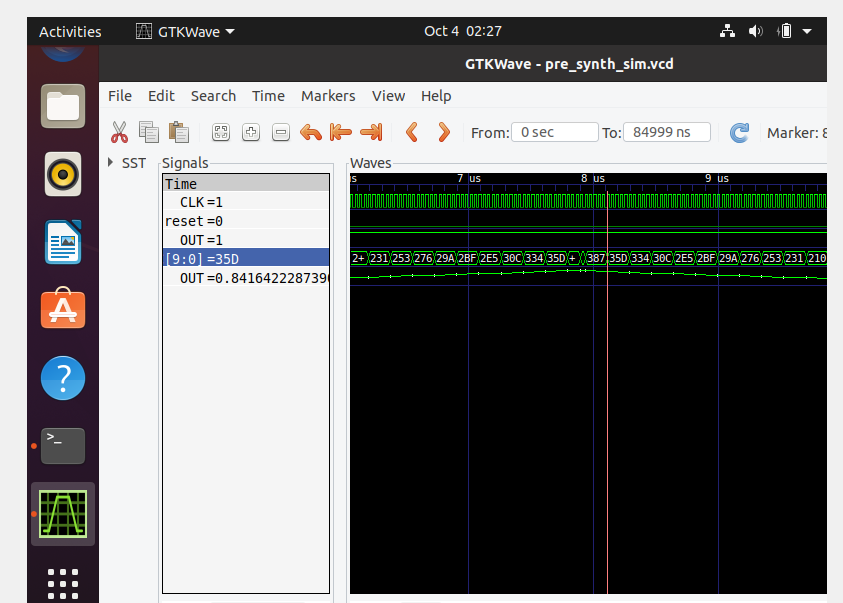 Activities GTKWave Oct 4 02:27
GTKWave - pre_synth_sim.vcd
File Edit Search Time Markers View Help
From: 0 sec To: 84999 ns Marker: 8
SST Signals Waves
Time s 7 us 8 us 9 us
CLK=1
reset=0
OUT=1
[9:0] =35D 2+ 231 253 276 29A 2BF 2E5 30C 334 35D + 387 35D 334 30C 2E5 2BF 29A 276 253 231 210
OUT=0.841642228739
>_